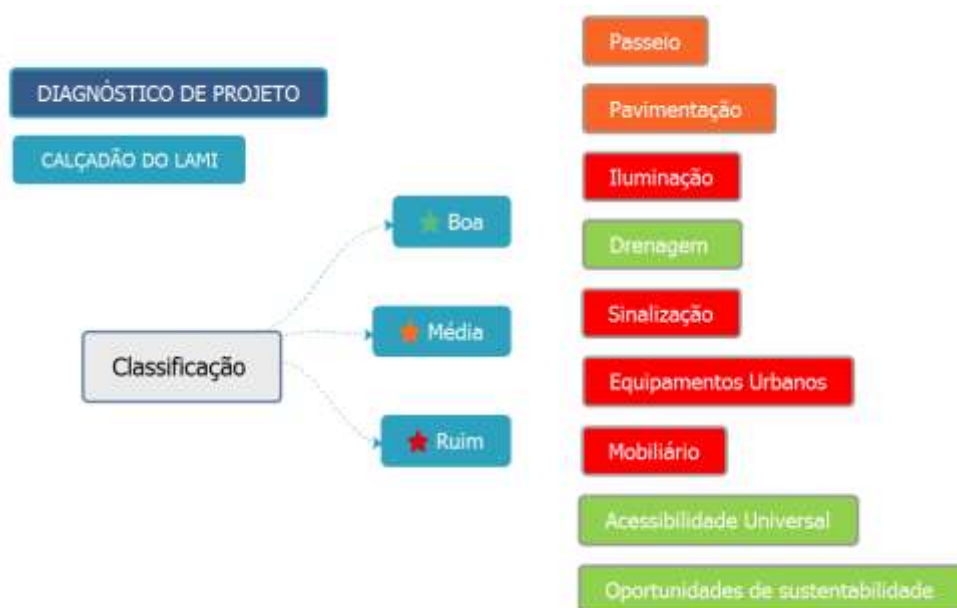 DIAGNÓSTICO DE PROJETO
CALÇADÃO DO LAMI
Classificação
Boa
Média
Ruim
Passeio
Pavimentação
Iluminação
Drenagem
Sinalização
Equipamentos Urbanos
Mobiliário
Acessibilidade Universal
Oportunidades de sustentabilidade